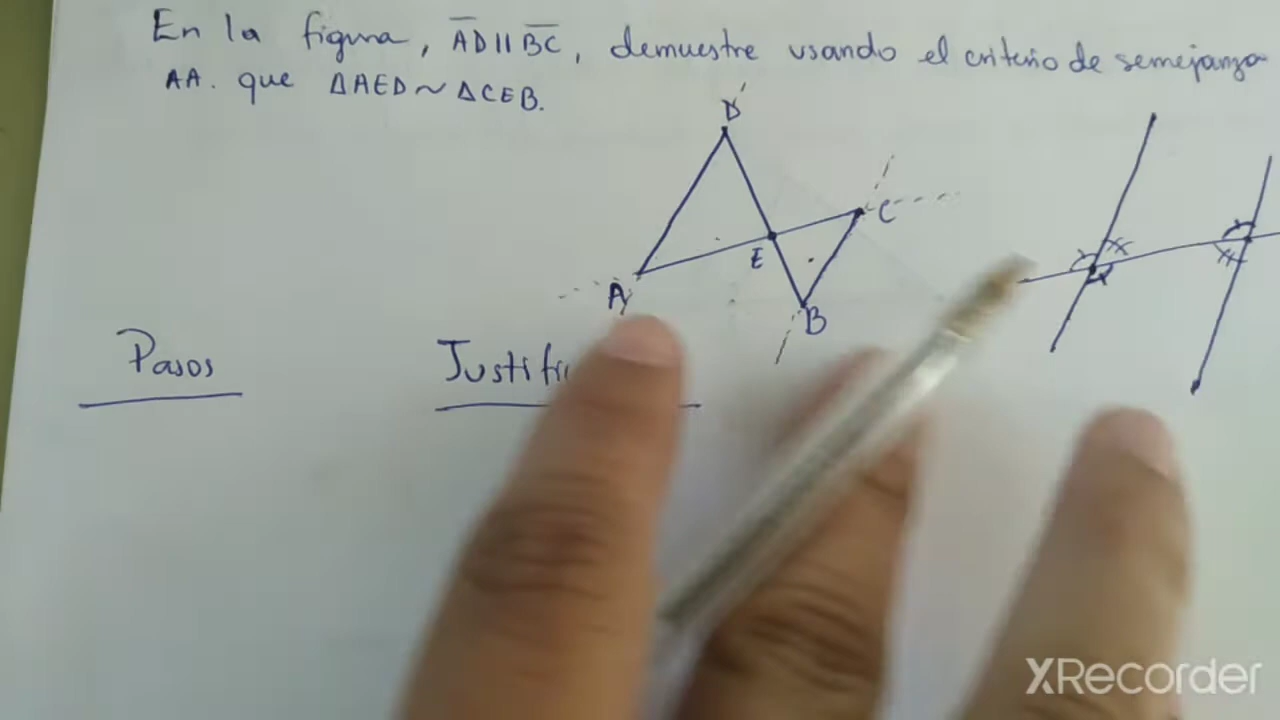 En la figura, AD || BC, demuestre usando el criterio de semejanza
AA. que ΔAED ~ ΔCEB.
D
C
E
A
B
Pasos
XRecorder